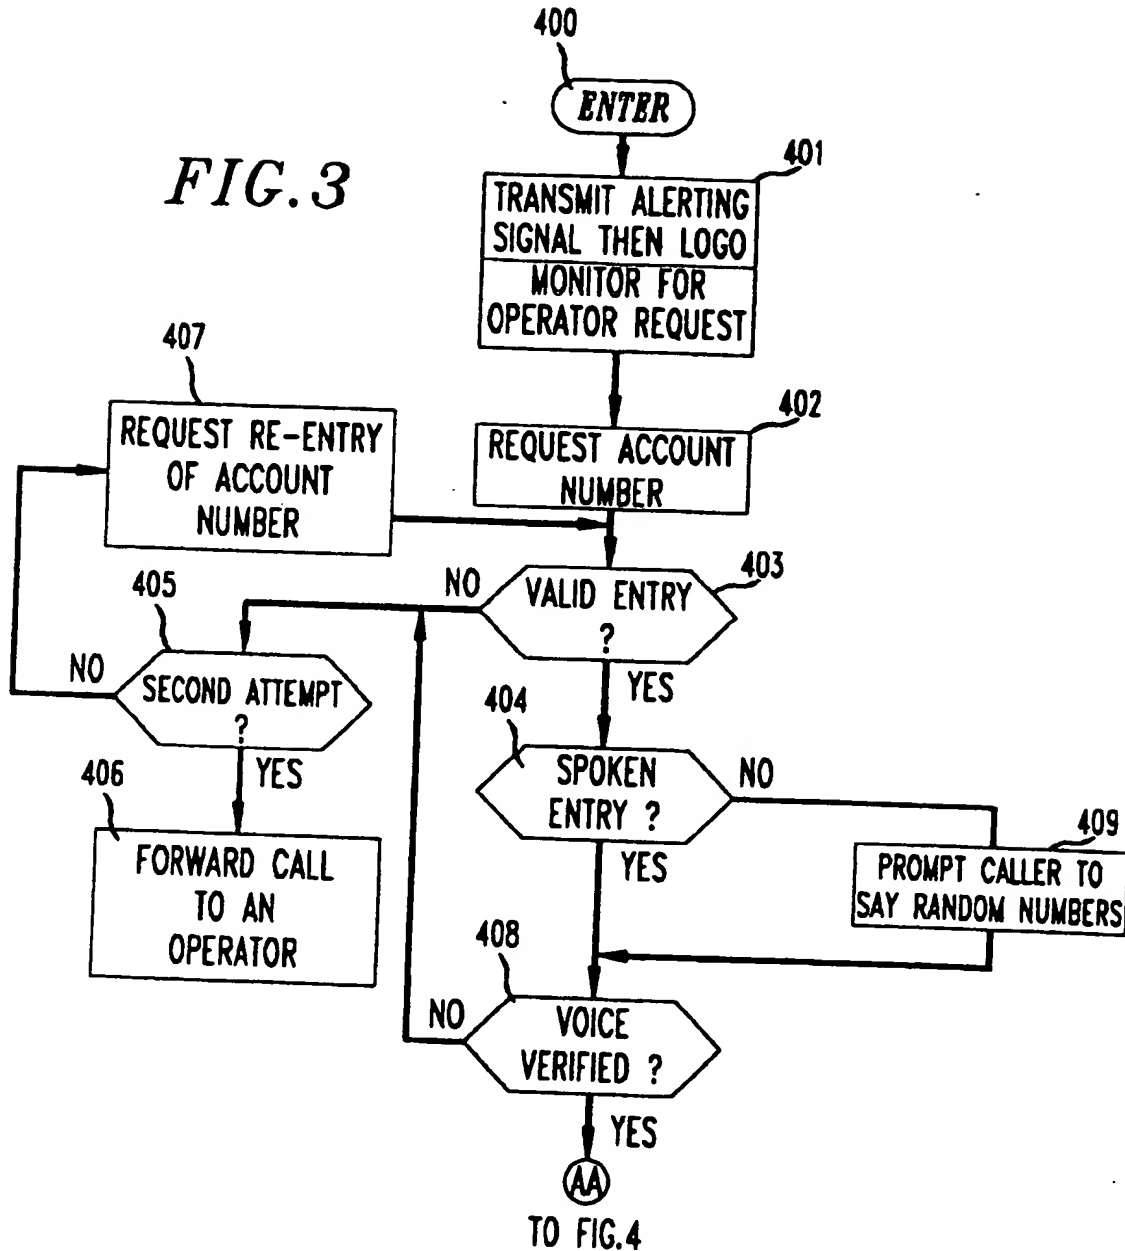 400
ENTER
FIG.3
401
TRANSMIT ALERTING
SIGNAL THEN LOGO
MONITOR FOR
OPERATOR REQUEST
407
REQUEST RE-ENTRY
OF ACCOUNT
NUMBER
402
REQUEST ACCOUNT
NUMBER
403
VALID ENTRY
?
NO
YES
405
SECOND ATTEMPT
?
NO
YES
406
FORWARD CALL
TO AN
OPERATOR
404
SPOKEN
ENTRY ?
NO
YES
409
PROMPT CALLER TO
SAY RANDOM NUMBERS
408
VOICE
VERIFIED ?
NO
YES
AA
TO FIG.4